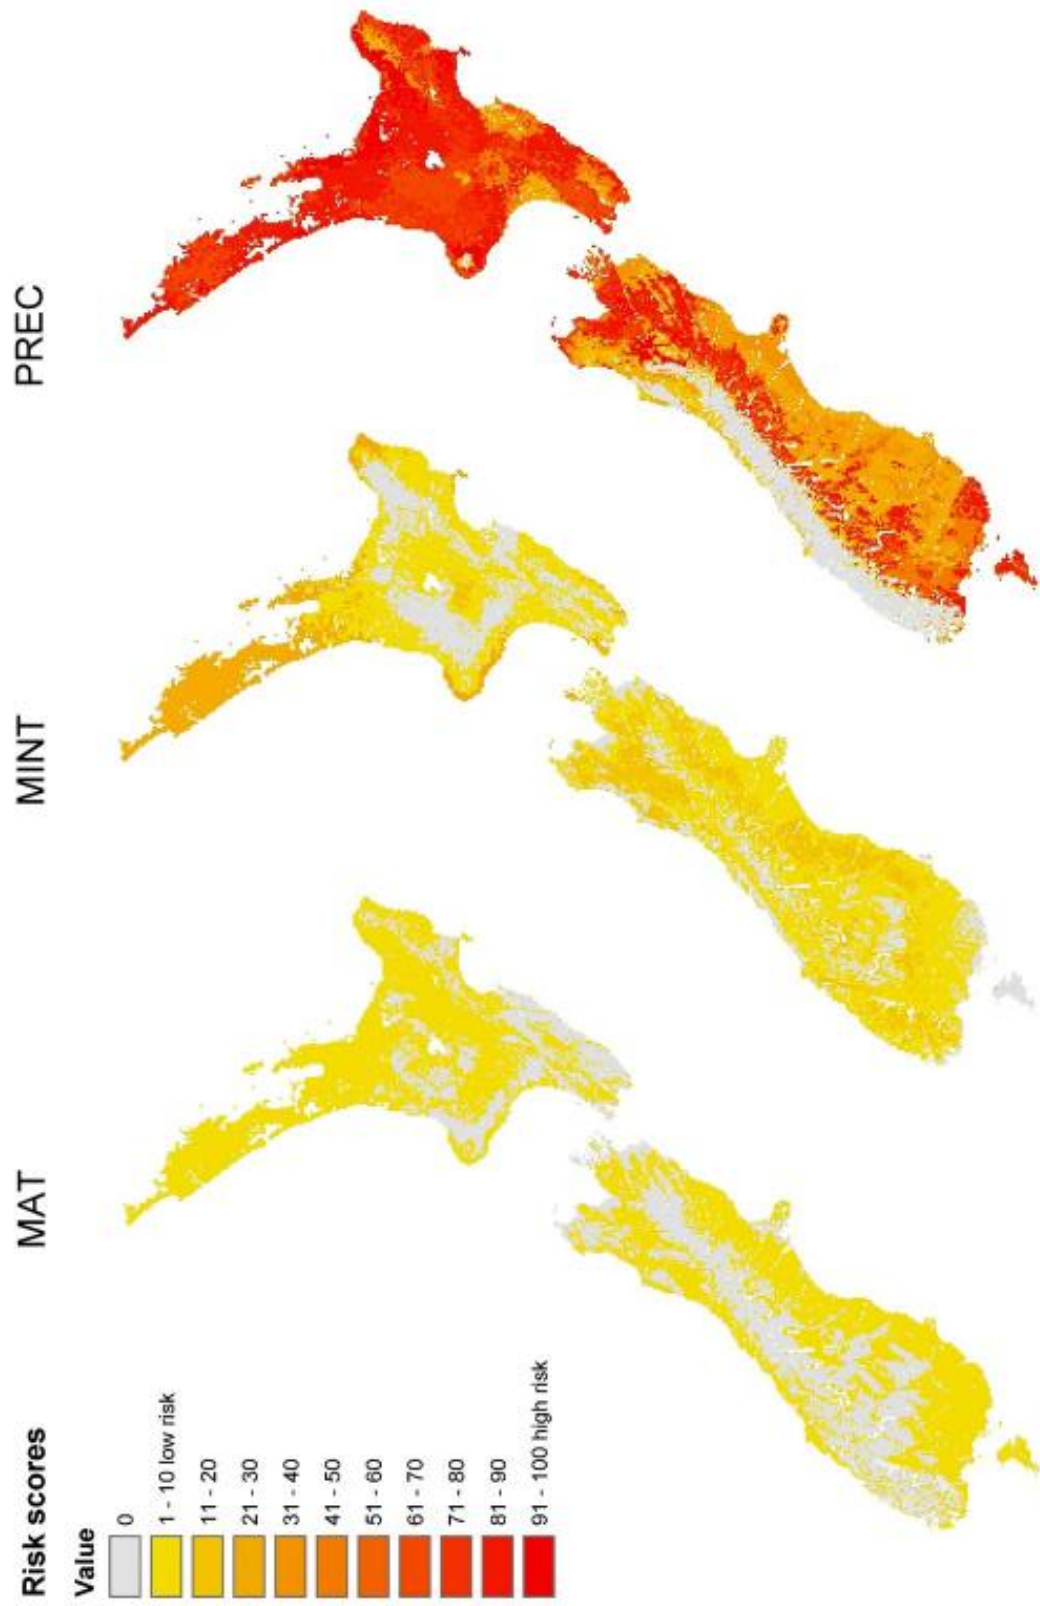 Risk scores
Value
0
1 - 10 low risk
11 - 20
21 - 30
31 - 40
41 - 50
51 - 60
61 - 70
71 - 80
81 - 90
91 - 100 high risk
MAT
MINT
PREC